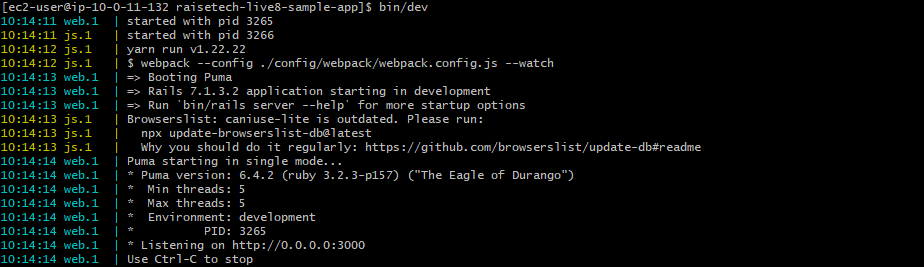 [ec2-user@ip-10-0-11-132 raisetech-live8-sample-app]$ bin/dev
10:14:11 web.1  | started with pid 3265
10:14:11 js.1   | started with pid 3266
10:14:12 js.1   | yarn run v1.22.22
10:14:12 js.1   | $ webpack --config ./config/webpack/webpack.config.js --watch
10:14:13 web.1  | => Booting Puma
10:14:13 web.1  | => Rails 7.1.3.2 application starting in development
10:14:13 web.1  | => Run `bin/rails server --help` for more startup options
10:14:13 js.1   | Browserslist: caniuse-lite is outdated. Please run:
10:14:13 js.1   |   npx update-browserslist-db@latest
10:14:13 js.1   |   Why you should do it regularly: https://github.com/browserslist/update-db#readme
10:14:14 web.1  | Puma starting in single mode...
10:14:14 web.1  | * Puma version: 6.4.2 (ruby 3.2.3-p157) ("The Eagle of Durango")
10:14:14 web.1  | *  Min threads: 5
10:14:14 web.1  | *  Max threads: 5
10:14:14 web.1  | *  Environment: development
10:14:14 web.1  | *          PID: 3265
10:14:14 web.1  | * Listening on http://0.0.0.0:3000
10:14:14 web.1  | Use Ctrl-C to stop